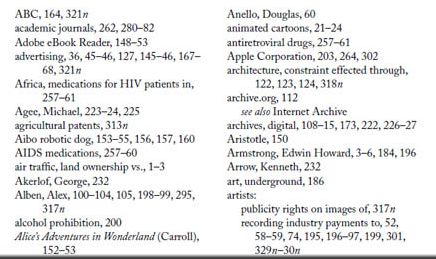 ABC, 164, 321n
academic journals, 262, 280–82
Adobe eBook Reader, 148–53
advertising, 36, 45–46, 127, 145–46, 167–
68, 321n
Africa, medications for HIV patients in,
257–61
Agee, Michael, 223–24, 225
agricultural patents, 313n
Aibo robotic dog, 153–55, 156, 157, 160
AIDS medications, 257–60
air traffic, land ownership vs., 1–3
Akerlof, George, 232
Alben, Alex, 100–104, 105, 198–99, 295,
317n
alcohol prohibition, 200
Alice's Adventures in Wonderland (Carroll),
152–53
Anello, Douglas, 60
animated cartoons, 21–24
antiretroviral drugs, 257–61
Apple Corporation, 203, 264, 302
architecture, constraint effected through,
122, 123, 124, 318n
archive.org, 112
see also Internet Archive
archives, digital, 108–15, 173, 222, 226–27
Aristotle, 150
Armstrong, Edwin Howard, 3–6, 184, 196
Arrow, Kenneth, 232
art, underground, 186
artists:
publicity rights on images of, 317n
recording industry payments to, 52,
58–59, 74, 195, 196–97, 199, 301,
329n–30n